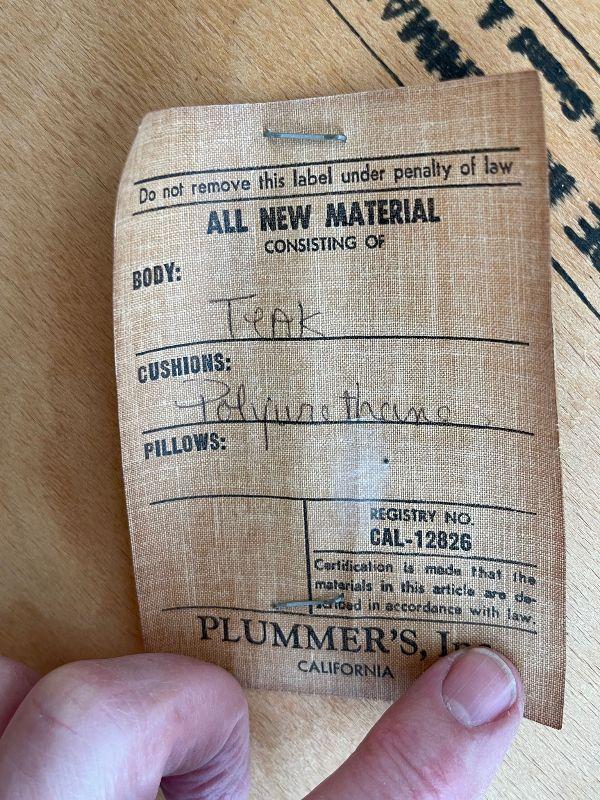 Do not remove this label under penalty of law
ALL NEW MATERIAL
CONSISTING OF
BODY:
Teak
CUSHIONS:
Polyurethane
PILLOWS:
REGISTRY NO.
CAL-12826
Certification is made that the
materials in this article are de-
scribed in accordance with law.
PLUMMER'S, Inc
CALIFORNIA